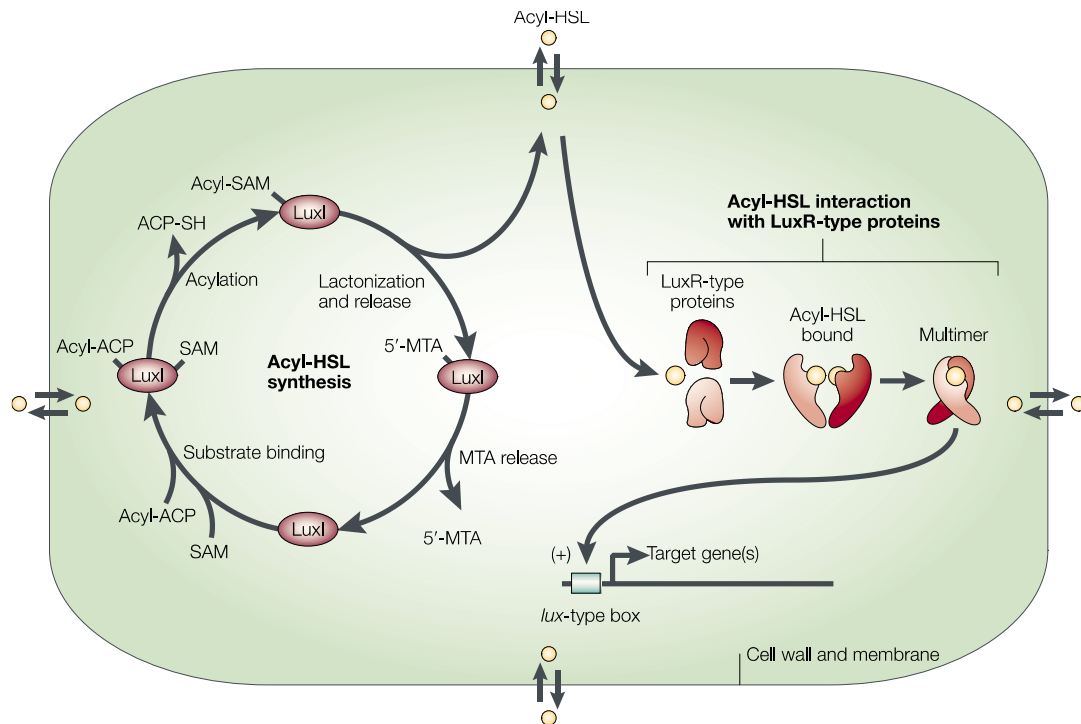 Acyl-HSL
Acyl-SAM
LuxI
ACP-SH
Acylation
Lactonization
and release
Acyl-ACP
SAM
LuxI
Acyl-HSL
synthesis
5′-MTA
LuxI
Substrate binding
MTA release
Acyl-ACP
SAM
LuxI
5′-MTA
Acyl-HSL interaction
with LuxR-type proteins
LuxR-type
proteins
Acyl-HSL
bound
Multimer
(+)
Target gene(s)
lux-type box
Cell wall and membrane